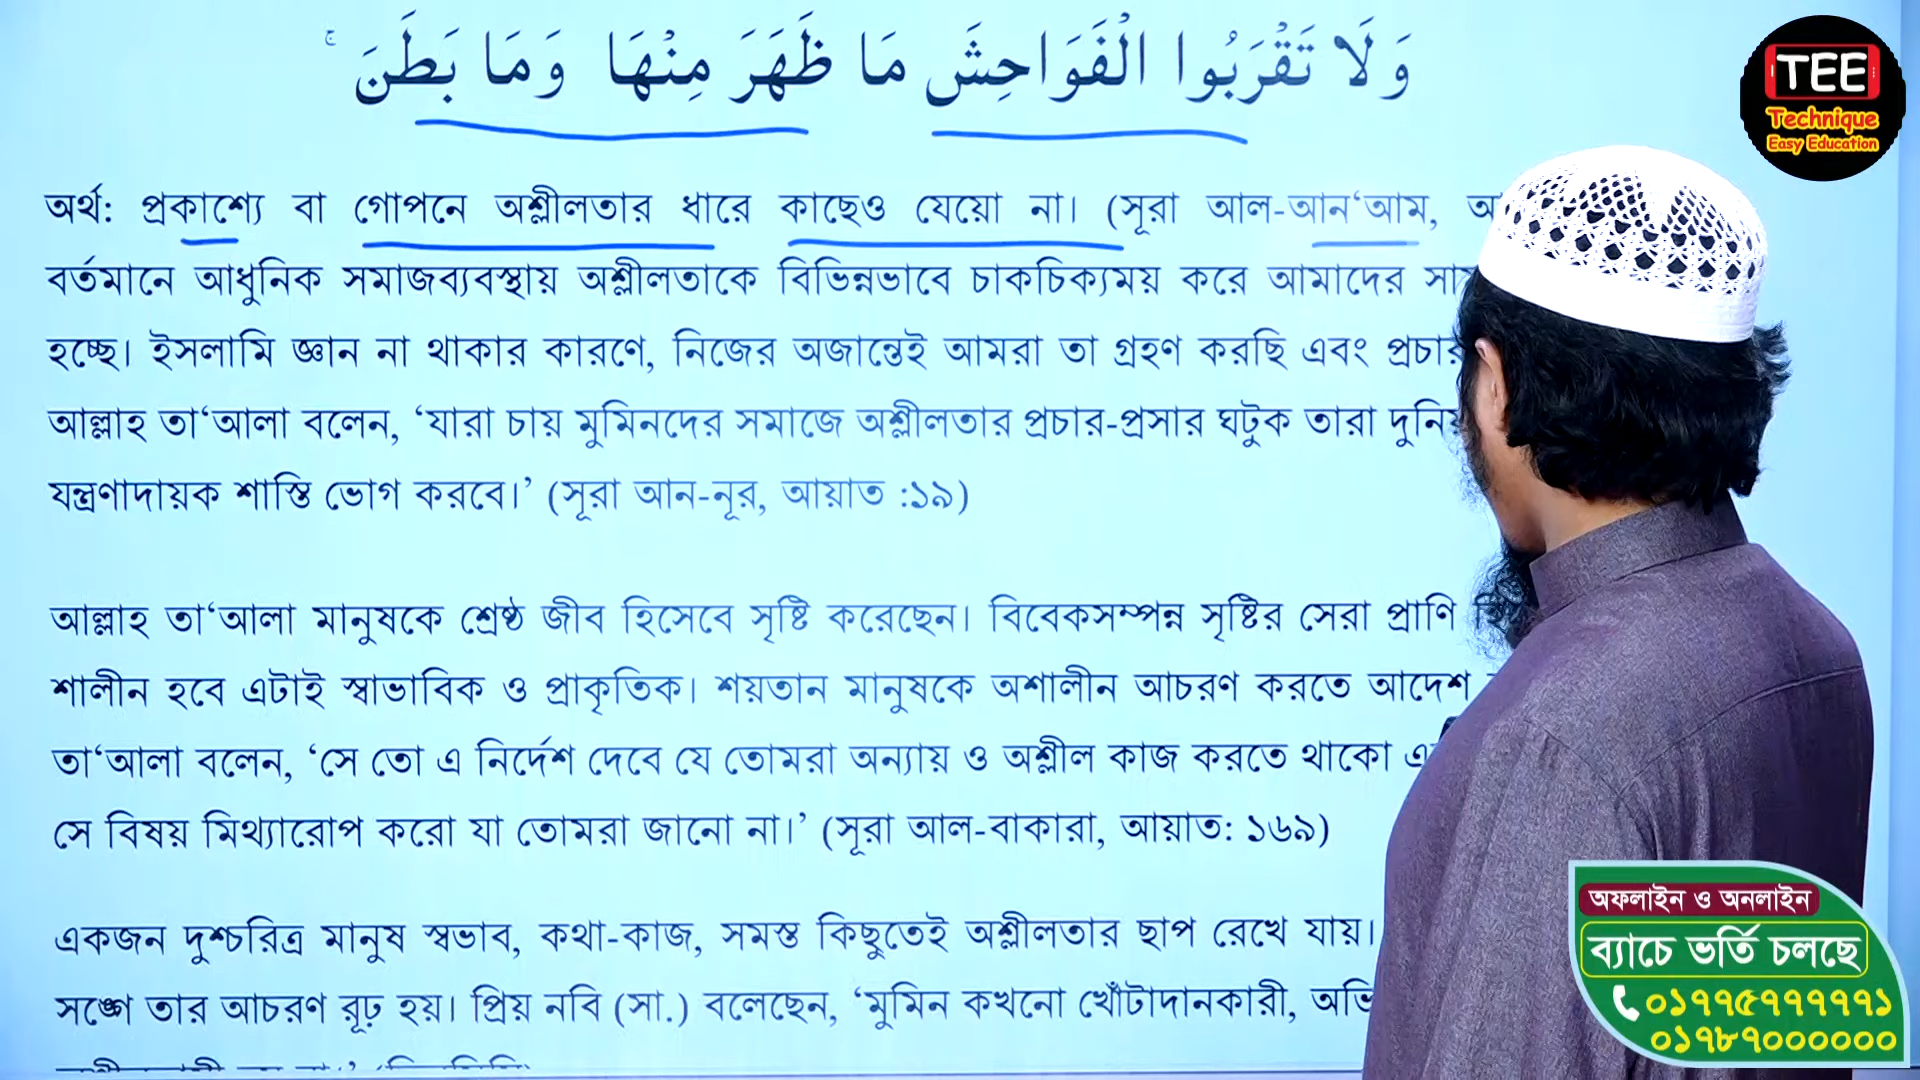 وَلَا تَقْرَبُوا الْفَوَاحِشَ مَا ظَهَرَ مِنْهَا وَمَا بَطَنَ ۚ
TEE
Technique
Easy Education
অর্থ: প্রকাশ্যে বা গোপনে অশ্লীলতার ধারে কাছেও যেয়ো না। (সূরা আল-আন‘আম,
বর্তমানে আধুনিক সমাজব্যবস্থায় অশ্লীলতাকে বিভিন্নভাবে চাকচিক্যময় করে আমাদের
হচ্ছে। ইসলামি জ্ঞান না থাকার কারণে, নিজের অজান্তেই আমরা তা গ্রহণ করছি এবং প্রচার
আল্লাহ তা‘আলা বলেন, ‘যারা চায় মুমিনদের সমাজে অশ্লীলতার প্রচার-প্রসার ঘটুক তারা
যন্ত্রণাদায়ক শাস্তি ভোগ করবে।’ (সূরা আন-নূর, আয়াত :১৯)
আল্লাহ তা‘আলা মানুষকে শ্রেষ্ঠ জীব হিসেবে সৃষ্টি করেছেন। বিবেকসম্পন্ন সৃষ্টির সেরা প্রাণি
শালীন হবে এটাই স্বাভাবিক ও প্রাকৃতিক। শয়তান মানুষকে অশালীন আচরণ করতে আদেশ
তা‘আলা বলেন, ‘সে তো এ নির্দেশ দেবে যে তোমরা অন্যায় ও অশ্লীল কাজ করতে থাকো
সে বিষয় মিথ্যারোপ করো যা তোমরা জানো না।’ (সূরা আল-বাকারা, আয়াত: ১৬৯)
একজন দুশ্চরিত্র মানুষ স্বভাব, কথা-কাজ, সমস্ত কিছুতেই অশ্লীলতার ছাপ রেখে যায়।
সঙ্গে তার আচরণ রূঢ় হয়। প্রিয় নবি (সা.) বলেছেন, ‘মুমিন কখনো খোঁটাদানকারী,
অফলাইন ও অনলাইন
ব্যাচে ভর্তি চলছে
০১৭৭৫৭৭৭৭৭১
০১৭৮৭০০০০০০